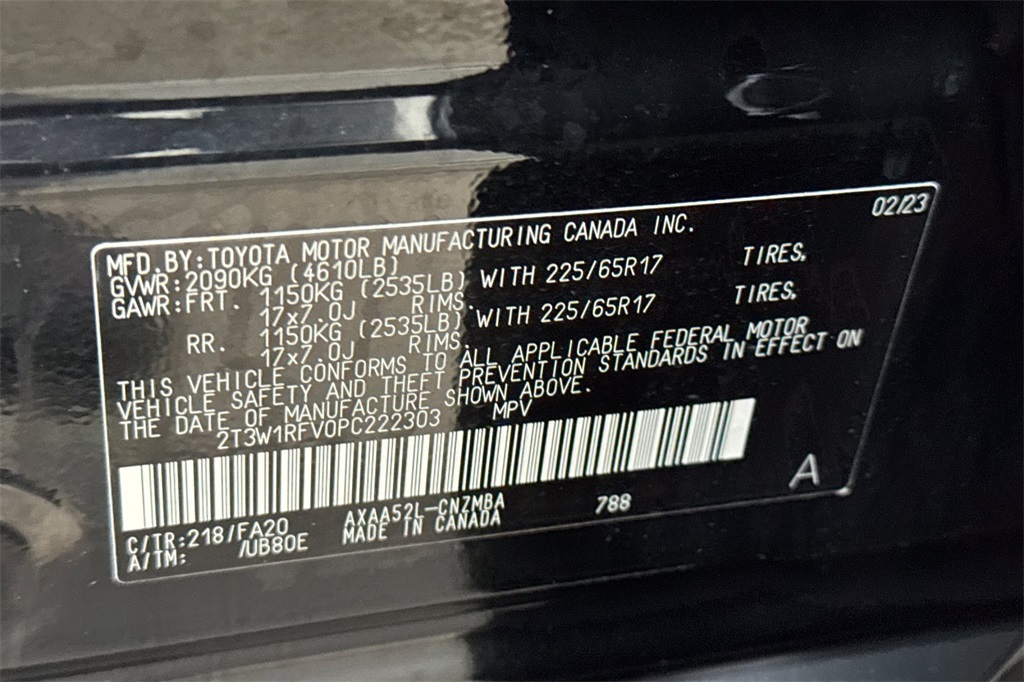 02/23
MFD.BY:TOYOTA MOTOR MANUFACTURING CANADA INC.
GVWR:2090KG (4610LB)
GAWR:FRT. 1150KG (2535LB) WITH 225/65R17 TIRES,
17x7.0J RIMS.
RR. 1150KG (2535LB) WITH 225/65R17 TIRES,
17x7.0J RIMS.
THIS VEHICLE CONFORMS TO ALL APPLICABLE FEDERAL MOTOR
VEHICLE SAFETY AND THEFT PREVENTION STANDARDS IN EFFECT ON
THE DATE OF MANUFACTURE SHOWN ABOVE.
2T3W1RFV0PC222303 MPV
A
C/TR:218/FA20 AXAA52L-CNZMBA 788
A/TM: /UB80E MADE IN CANADA